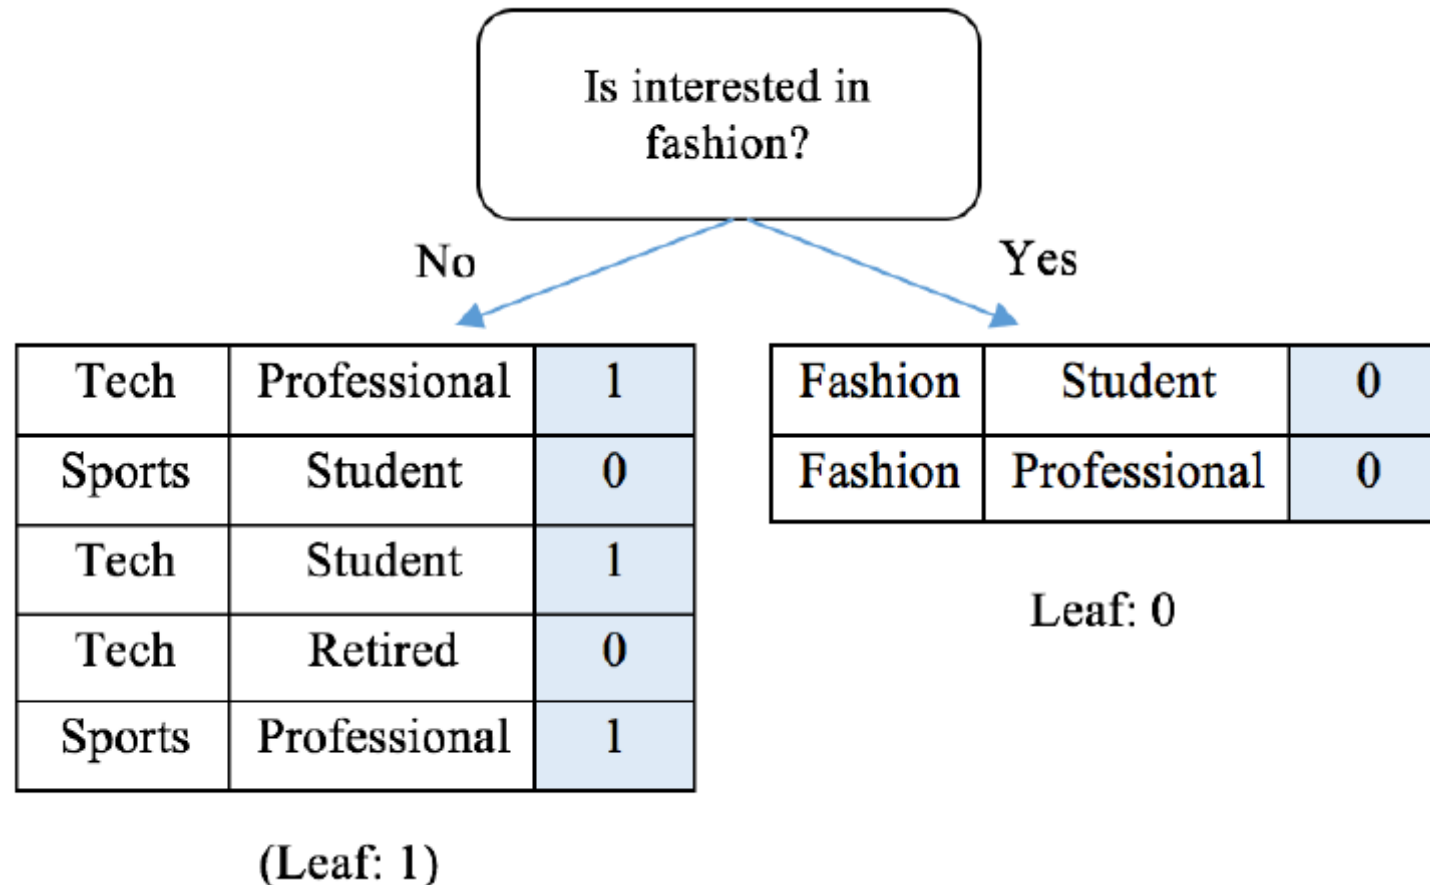 Is interested in
fashion?
No
Yes
Tech Professional 1
Sports Student 0
Tech Student 1
Tech Retired 0
Sports Professional 1
(Leaf: 1)
Fashion Student 0
Fashion Professional 0
Leaf: 0